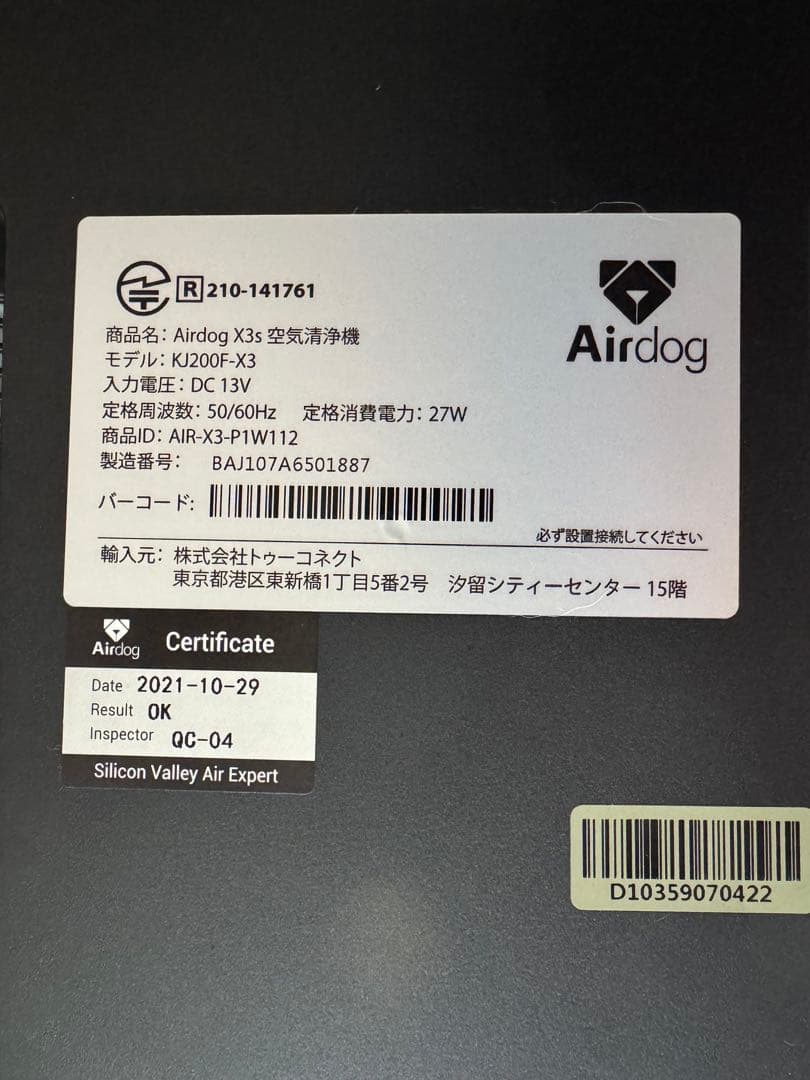 R 210-141761
Airdog
商品名: Airdog X3s 空気清浄機
モデル: KJ200F-X3
入力電圧: DC 13V
定格周波数: 50/60Hz 定格消費電力: 27W
商品ID: AIR-X3-P1W112
製造番号: BAJ107A6501887
バーコード:
必ず設置接続してください
輸入元: 株式会社トゥーコネクト
東京都港区東新橋1丁目5番2号 汐留シティーセンター 15階
Airdog Certificate
Date 2021-10-29
Result OK
Inspector QC-04
Silicon Valley Air Expert
D10359070422